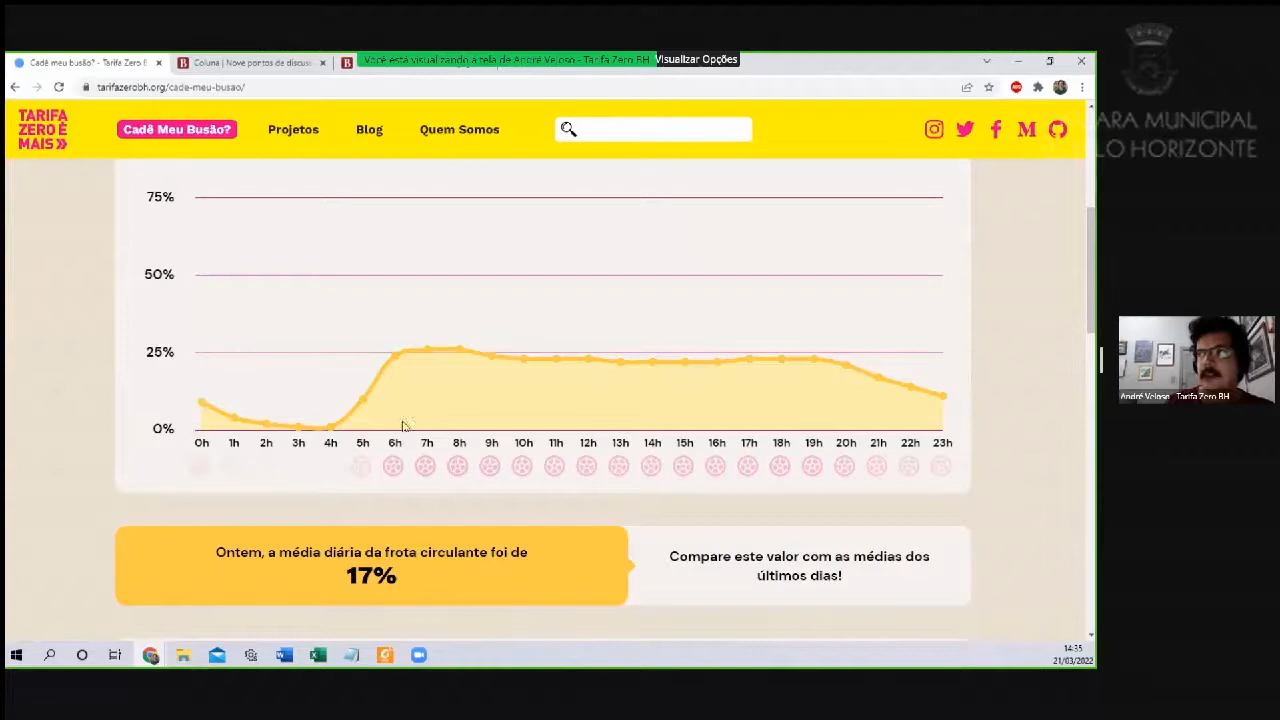 Cadê meu busão? - Tarifa Zero B
Coluna | Nove pontos de discuss
Você está visualizando a tela de André Veloso - Tarifa Zero BH
Visualizar Opções
tarifazerobh.org/cade-meu-busao/
TARIFA
ZERO É
MAIS
Cadê Meu Busão?
Projetos
Blog
Quem Somos
ARA MUNICIPAL
LO HORIZONTE
75%
50%
25%
0%
0h 1h 2h 3h 4h 5h 6h 7h 8h 9h 10h 11h 12h 13h 14h 15h 16h 17h 18h 19h 20h 21h 22h 23h
André Veloso - Tarifa Zero BH
Ontem, a média diária da frota circulante foi de
17%
Compare este valor com as médias dos
últimos dias!
14:35
21/03/2022